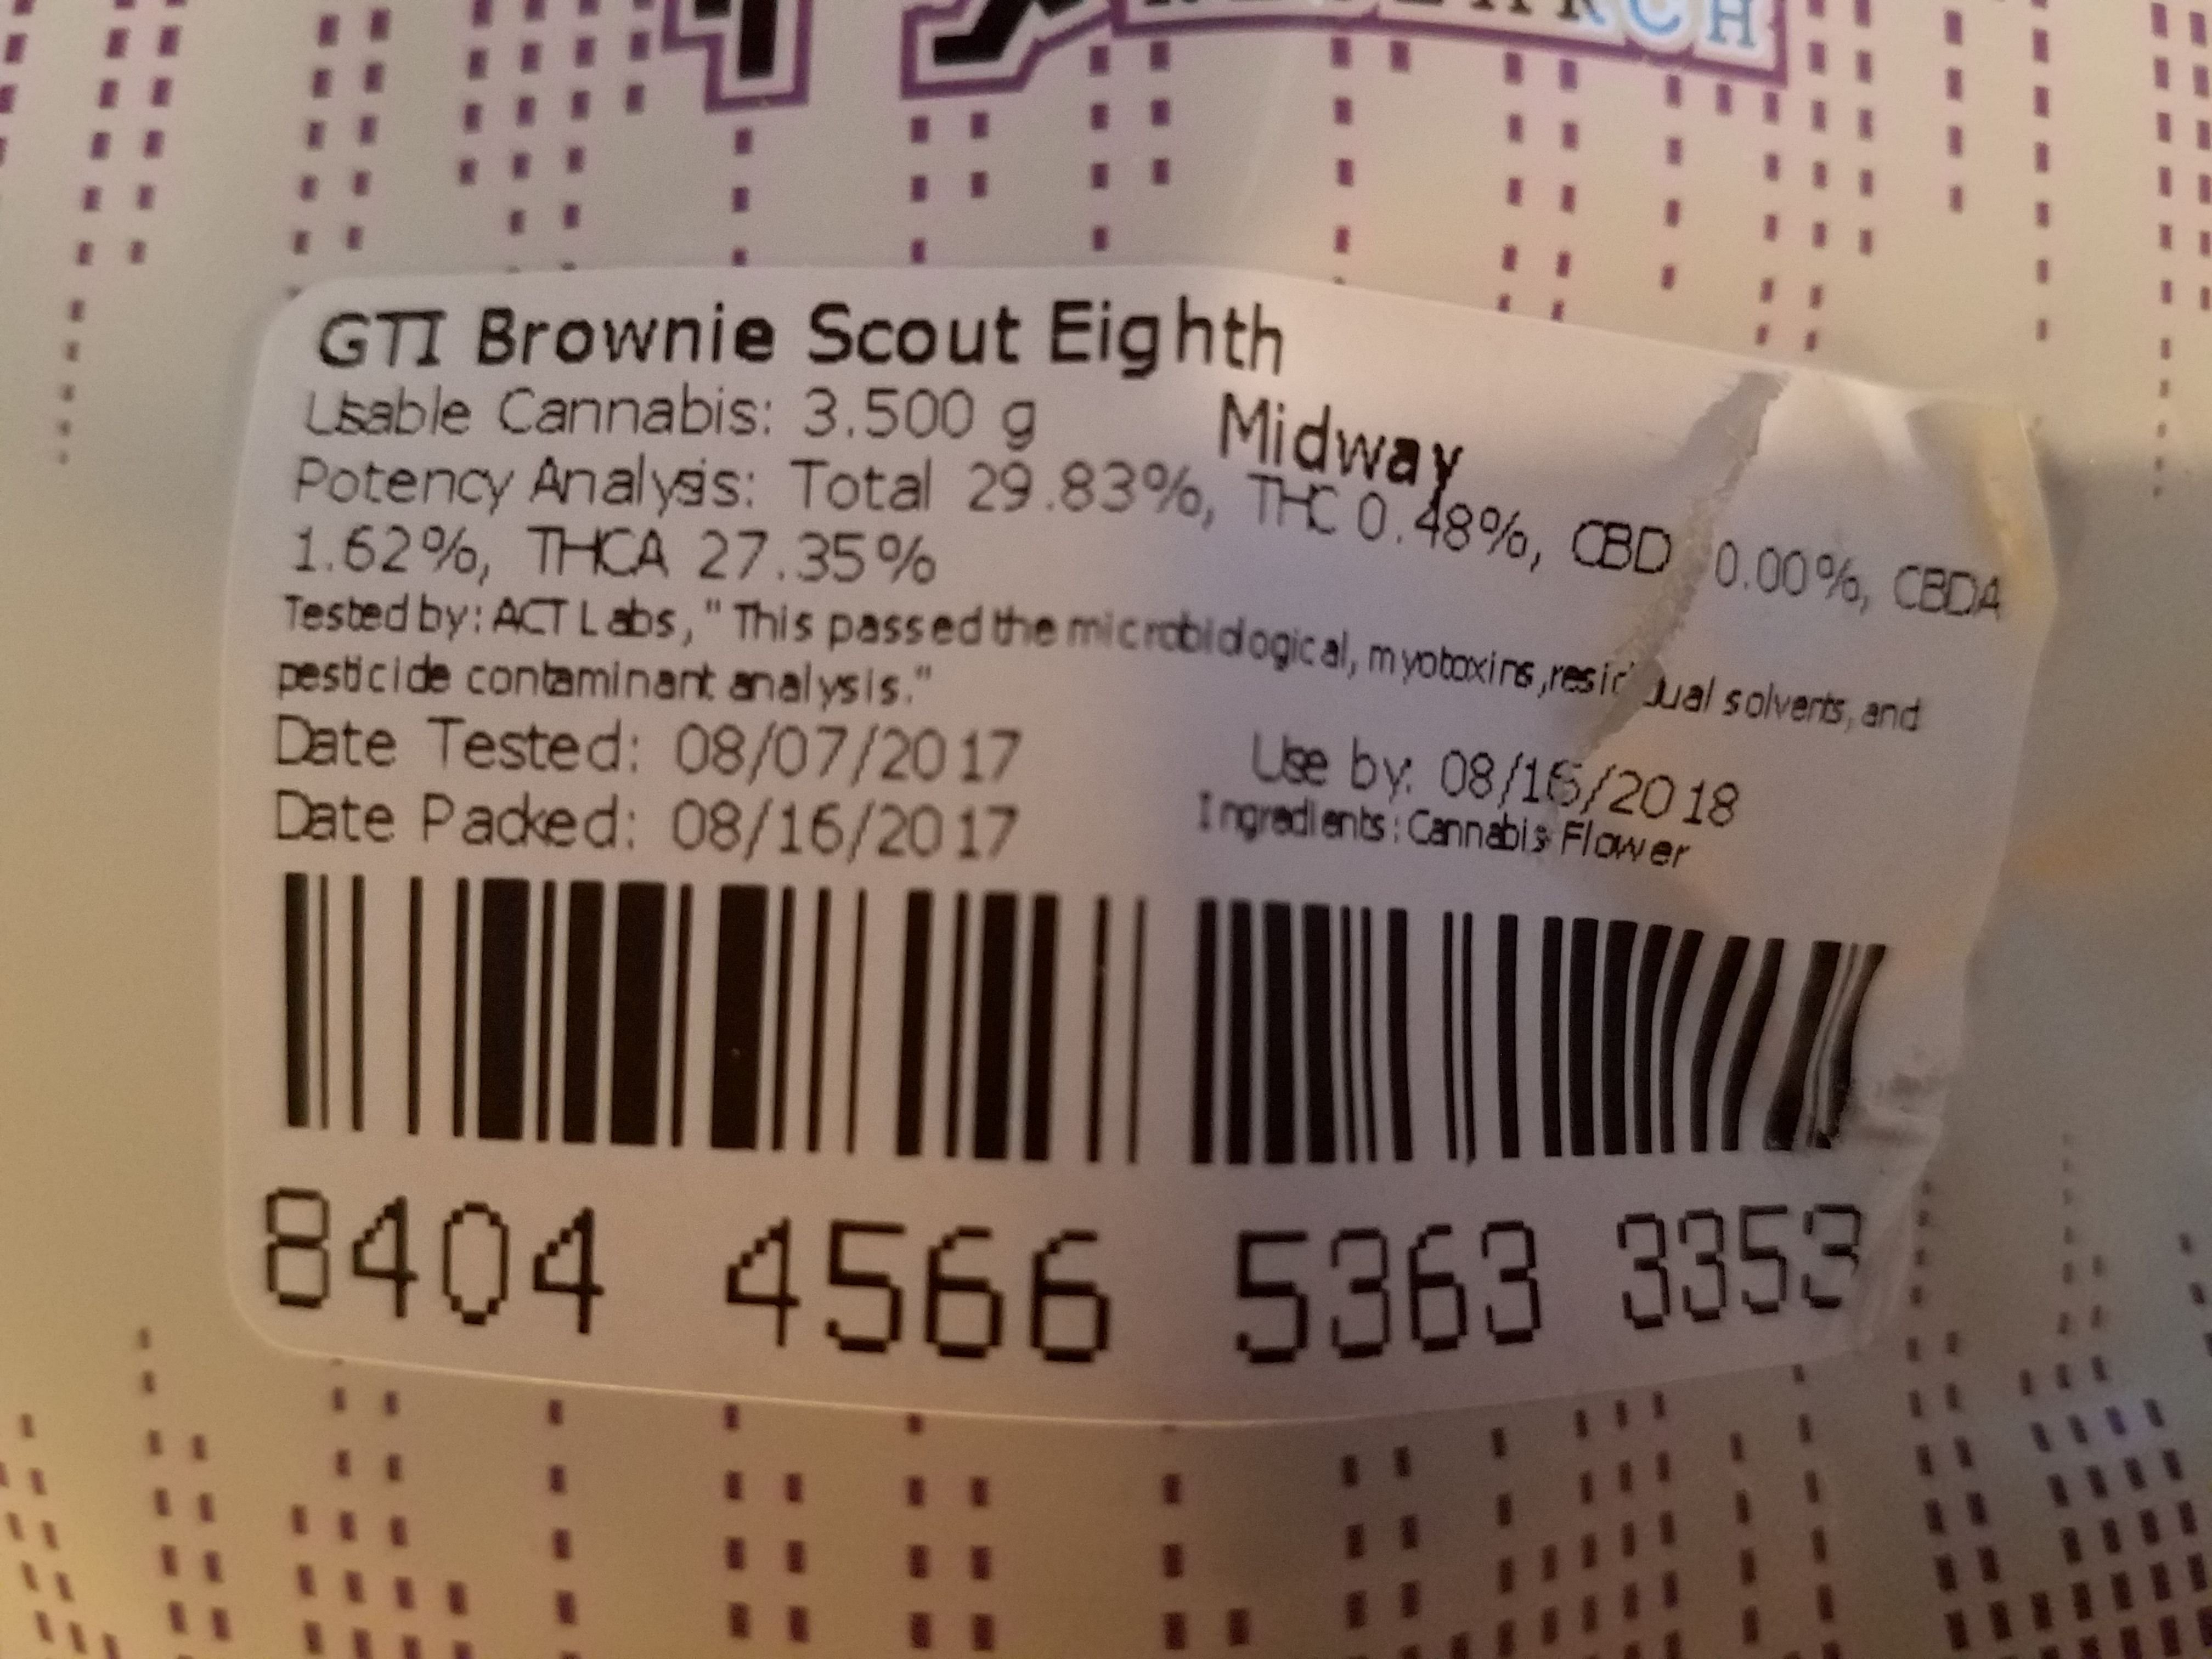 GTI Brownie Scout Eighth
Usable Cannabis: 3.500 g Midway
Potency Analysis: Total 29.83%, THC 0.48%, CBD 0.00%, CBDA
1.62%, THCA 27.35%
Tested by: ACT Labs, "This passed the microbiological, myotoxins,residual solvents, and
pesticide contaminant analysis."
Date Tested: 08/07/2017 Use by: 08/16/2018
Date Packed: 08/16/2017 Ingredients: Cannabis Flower
8404 4566 5363 3353